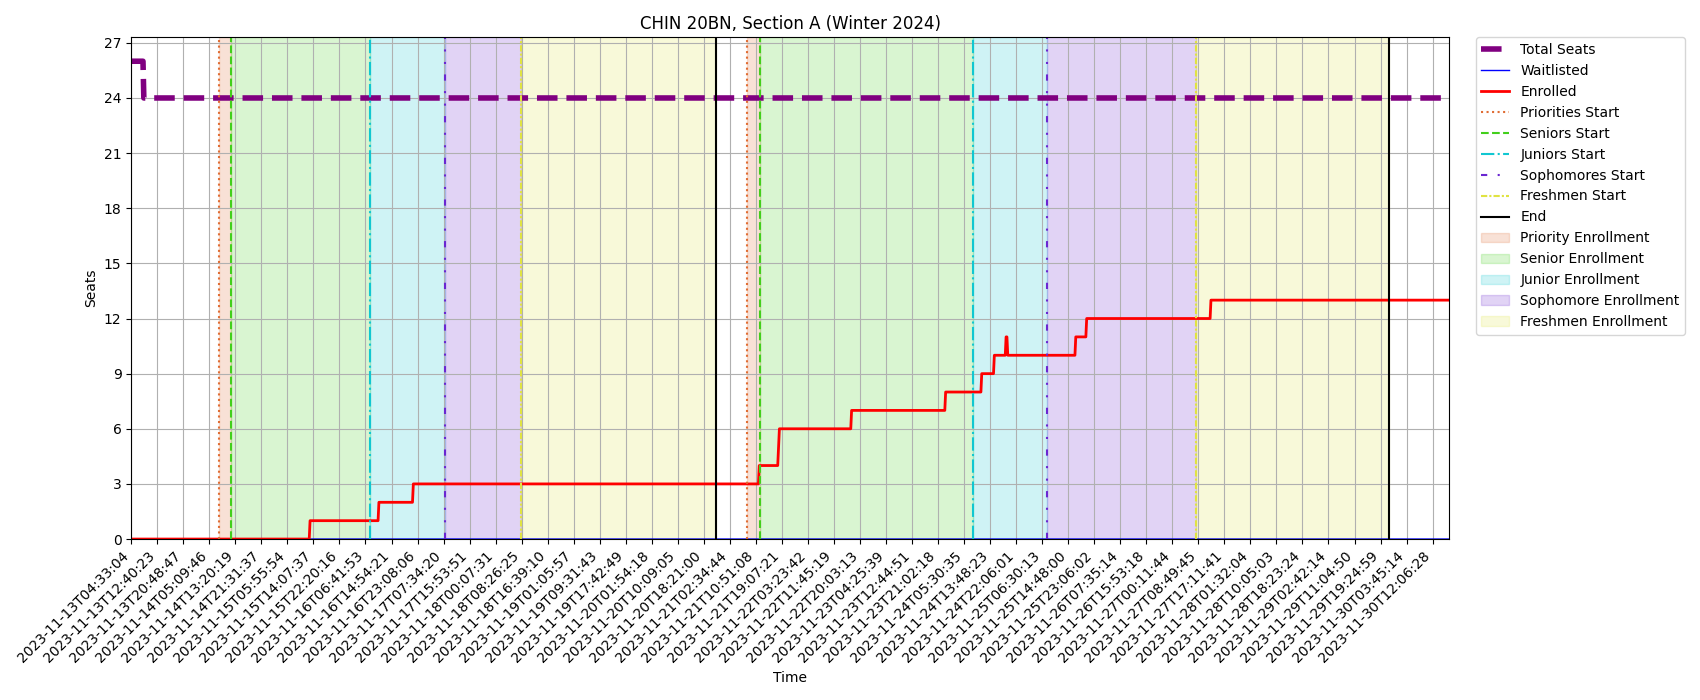 CHIN 20BN, Section A (Winter 2024)
27
24
21
18
15
12
9
6
3
0
Seats
2023-11-13T04:33:04
2023-11-13T12:40:23
2023-11-13T20:48:47
2023-11-14T05:09:46
2023-11-14T13:20:19
2023-11-14T21:31:37
2023-11-15T05:55:54
2023-11-15T14:07:37
2023-11-15T22:20:16
2023-11-16T06:41:53
2023-11-16T14:54:21
2023-11-16T23:08:06
2023-11-17T07:34:20
2023-11-17T15:53:51
2023-11-18T00:07:31
2023-11-18T08:26:25
2023-11-18T16:39:10
2023-11-19T01:05:57
2023-11-19T09:31:43
2023-11-19T17:42:49
2023-11-20T01:54:18
2023-11-20T10:09:05
2023-11-20T18:21:00
2023-11-21T02:34:44
2023-11-21T10:51:08
2023-11-21T19:07:21
2023-11-22T03:23:42
2023-11-22T11:45:19
2023-11-22T20:03:13
2023-11-23T04:25:39
2023-11-23T12:44:51
2023-11-23T21:02:18
2023-11-24T05:30:35
2023-11-24T13:48:23
2023-11-24T22:06:01
2023-11-25T06:30:13
2023-11-25T14:48:00
2023-11-25T23:06:02
2023-11-26T07:35:14
2023-11-26T15:53:18
2023-11-27T00:11:44
2023-11-27T08:49:45
2023-11-27T17:11:41
2023-11-28T01:32:04
2023-11-28T10:05:03
2023-11-28T18:23:24
2023-11-29T02:42:14
2023-11-29T11:04:50
2023-11-29T19:24:59
2023-11-30T03:45:14
2023-11-30T12:06:28
Time
Total Seats
Waitlisted
Enrolled
Priorities Start
Seniors Start
Juniors Start
Sophomores Start
Freshmen Start
End
Priority Enrollment
Senior Enrollment
Junior Enrollment
Sophomore Enrollment
Freshmen Enrollment